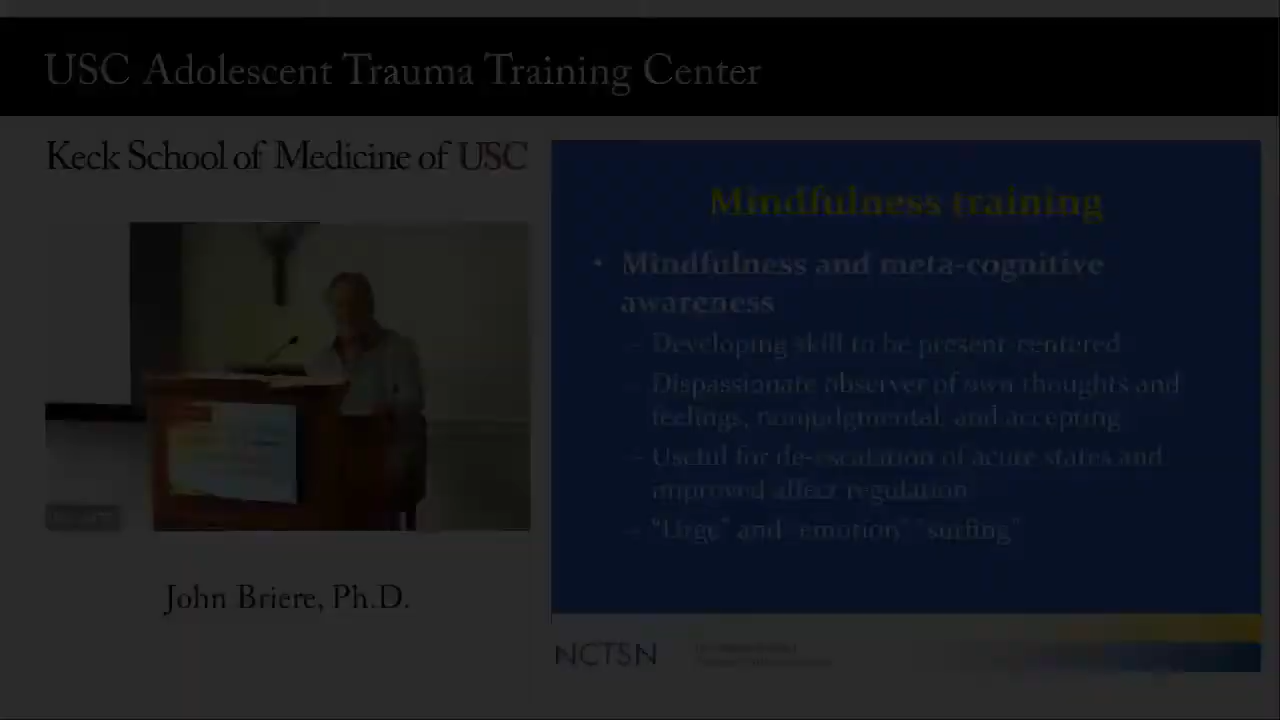 USC Adolescent Trauma Training Center
Keck School of Medicine of USC
Mindfulness training
• Mindfulness and meta-cognitive
awareness
– Developing skill to be present-centered
– Dispassionate observer of own thoughts and
feelings, nonjudgmental, and accepting
– Useful for de-escalation of acute states and
improved affect regulation
– "Urge" and "emotion" "surfing"
John Briere, Ph.D.
NCTSN